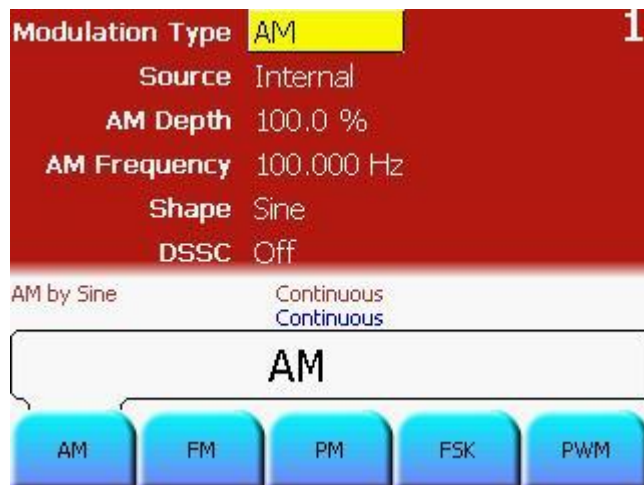 Modulation Type AM 1
Source Internal
AM Depth 100.0 %
AM Frequency 100.000 Hz
Shape Sine
DSSC Off
AM by Sine Continuous
Continuous
AM
AM FM PM FSK PWM